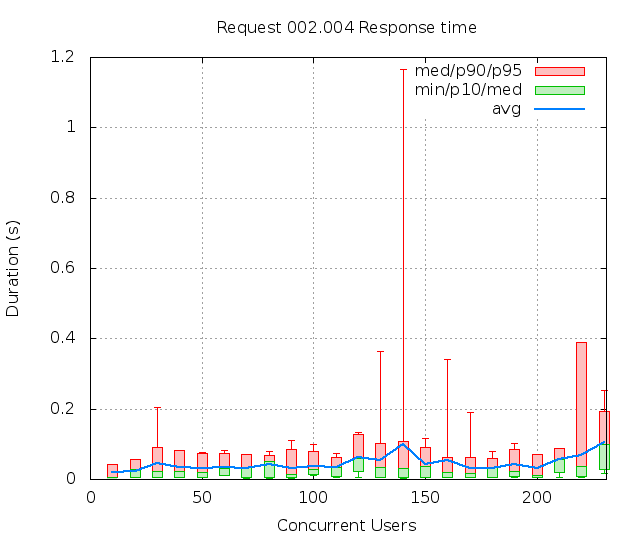 Request 002.004 Response time
med/p90/p95
min/p10/med
avg
1.2
1
0.8
0.6
0.4
0.2
0
Duration (s)
0 50 100 150 200
Concurrent Users